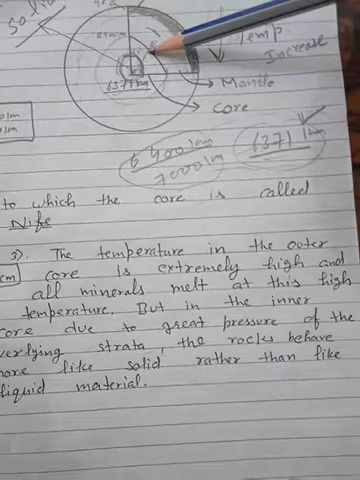 Solid
Temp
Increase
6371 km
Mantle
Core
6400 km
7000 km
6371 km
to which the core is called
Nife
3). The temperature in the outer
core is extremely high and
all minerals melt at this high
temperature. But in the inner
core due to great pressure of the
verlying strata, the rocks behave
more like solid rather than like
liquid material.